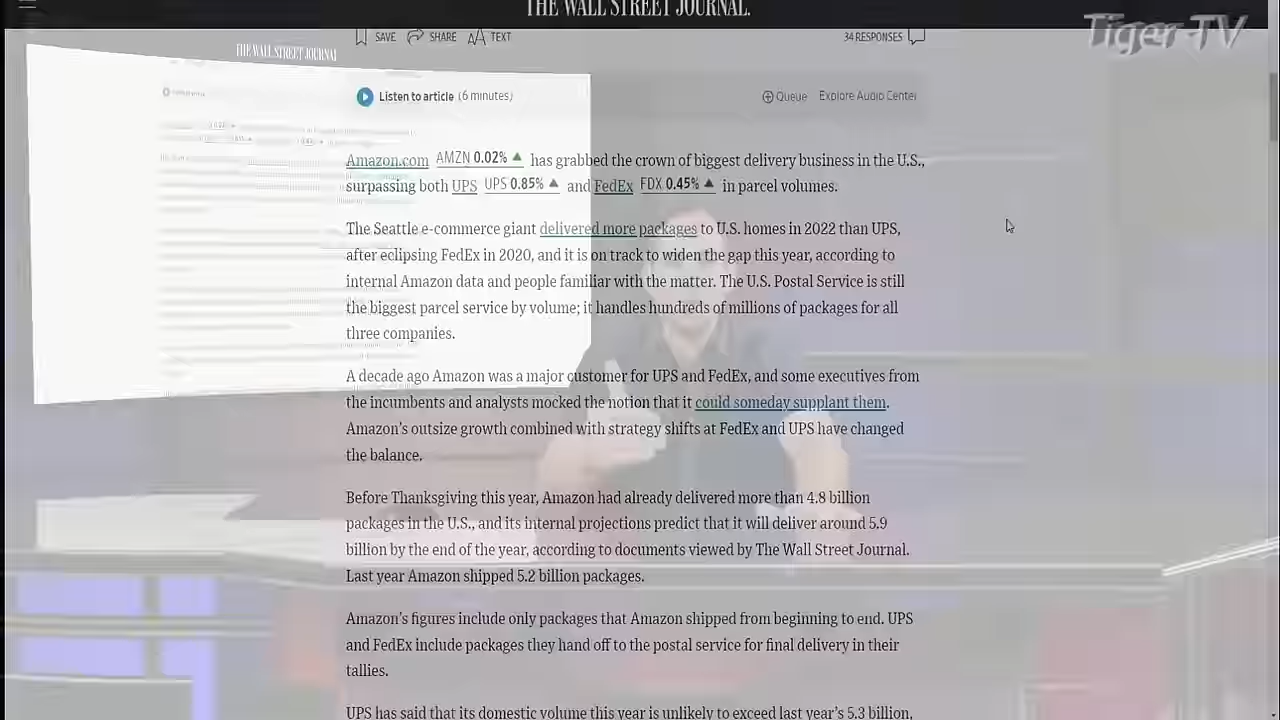 THE WALL STREET JOURNAL.
Tiger-TV
SAVE SHARE TEXT
34 RESPONSES
THE WALL STREET JOURNAL
Listen to article (6 minutes)
Queue Explore Audio Center
Amazon.com AMZN 0.02% ▲ has grabbed the crown of biggest delivery business in the U.S.,
surpassing both UPS UPS 0.85% ▲ and FedEx FDX 0.45% ▲ in parcel volumes.
The Seattle e-commerce giant delivered more packages to U.S. homes in 2022 than UPS,
after eclipsing FedEx in 2020, and it is on track to widen the gap this year, according to
internal Amazon data and people familiar with the matter. The U.S. Postal Service is still
the biggest parcel service by volume; it handles hundreds of millions of packages for all
three companies.
A decade ago Amazon was a major customer for UPS and FedEx, and some executives from
the incumbents and analysts mocked the notion that it could someday supplant them.
Amazon's outsize growth combined with strategy shifts at FedEx and UPS have changed
the balance.
Before Thanksgiving this year, Amazon had already delivered more than 4.8 billion
packages in the U.S., and its internal projections predict that it will deliver around 5.9
billion by the end of the year, according to documents viewed by The Wall Street Journal.
Last year Amazon shipped 5.2 billion packages.
Amazon's figures include only packages that Amazon shipped from beginning to end. UPS
and FedEx include packages they hand off to the postal service for final delivery in their
tallies.
UPS has said that its domestic volume this year is unlikely to exceed last year's 5.3 billion,